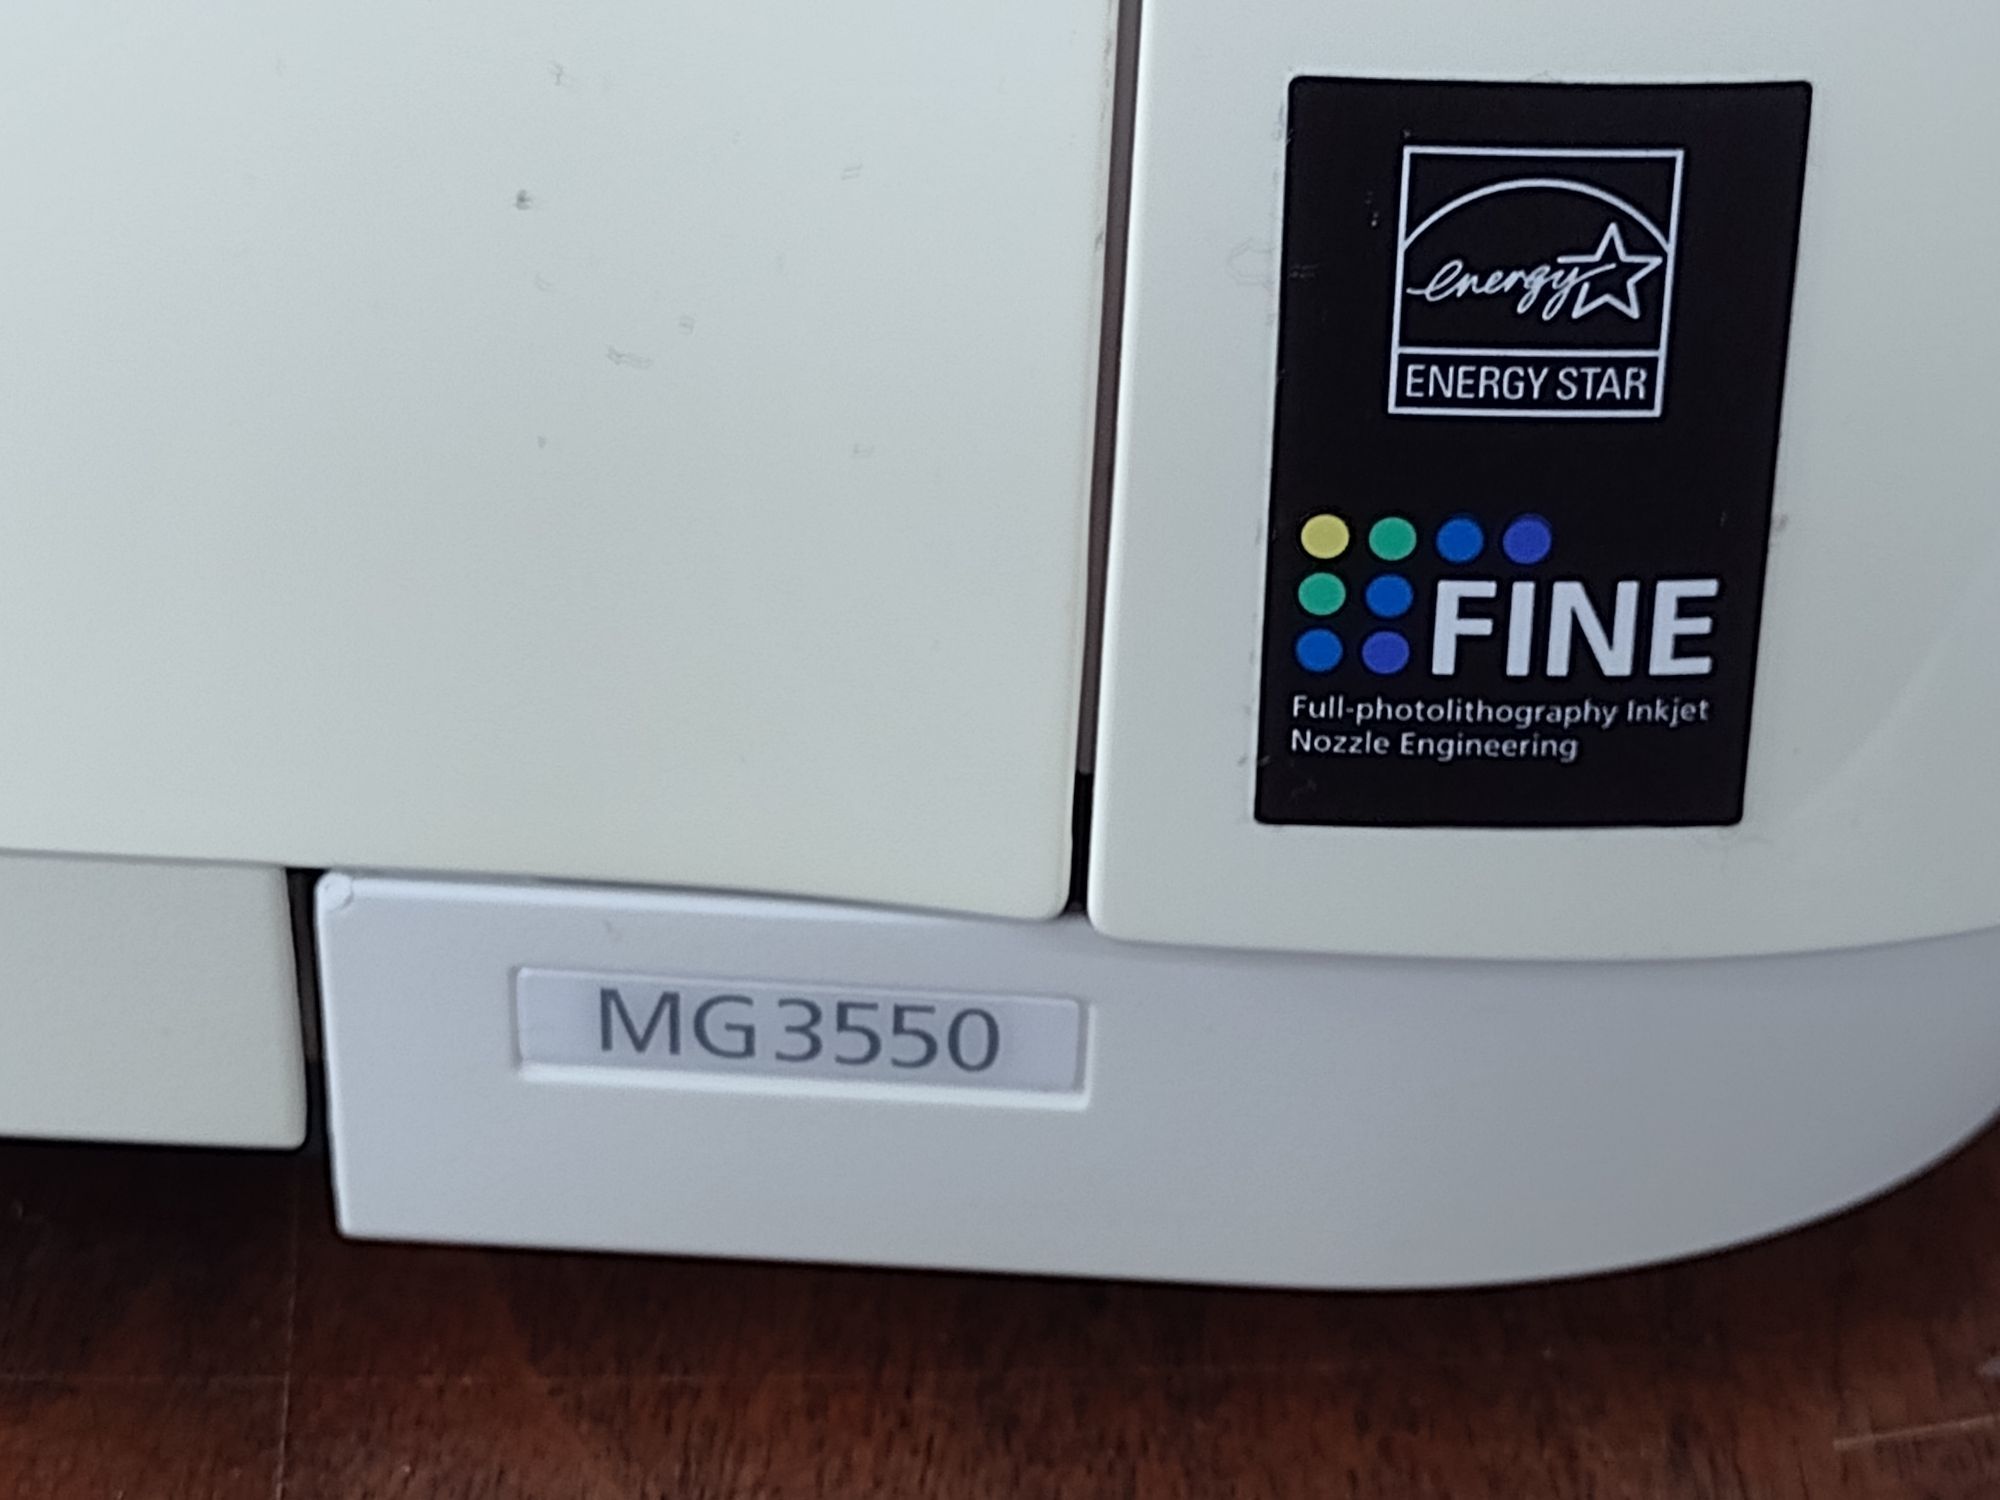 energy
ENERGY STAR
FINE
Full-photolithography Inkjet
Nozzle Engineering
MG3550